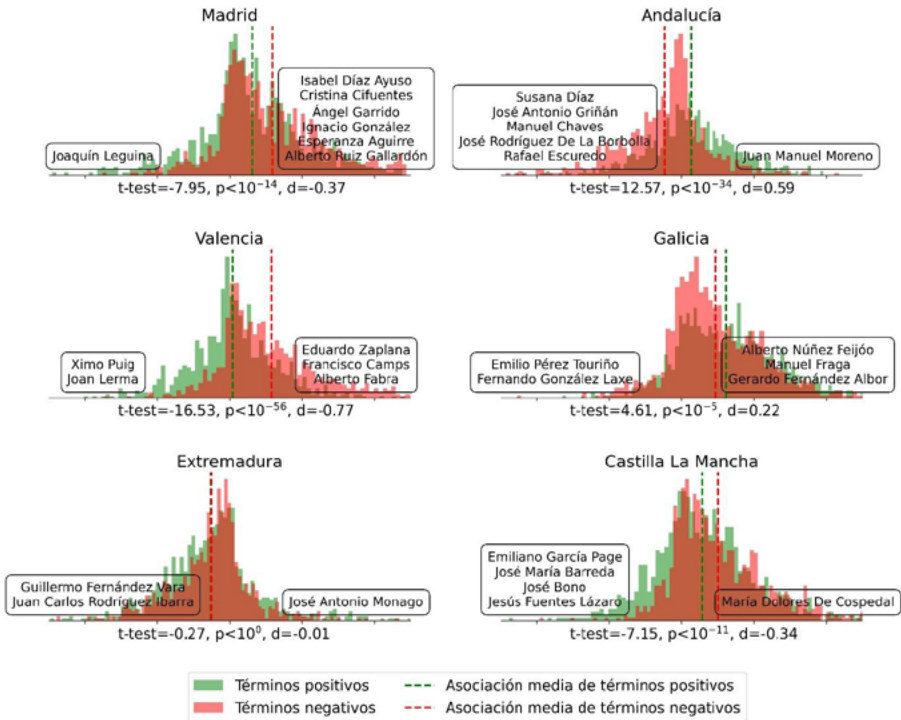 Madrid
Isabel Díaz Ayuso
Cristina Cifuentes
Ángel Garrido
Ignacio González
Esperanza Aguirre
Alberto Ruiz Gallardón
Joaquín Leguina
t-test=-7.95, p<10⁻¹⁴, d=-0.37
Andalucía
Susana Díaz
José Antonio Griñán
Manuel Chaves
José Rodríguez De La Borbolla
Rafael Escuredo
Juan Manuel Moreno
t-test=12.57, p<10⁻³⁴, d=0.59
Valencia
Ximo Puig
Joan Lerma
Eduardo Zaplana
Francisco Camps
Alberto Fabra
t-test=-16.53, p<10⁻⁵⁶, d=-0.77
Galicia
Emilio Pérez Touriño
Fernando González Laxe
Alberto Núñez Feijóo
Manuel Fraga
Gerardo Fernández Albor
t-test=4.61, p<10⁻⁵, d=0.22
Extremadura
Guillermo Fernández Vara
Juan Carlos Rodríguez Ibarra
José Antonio Monago
t-test=-0.27, p<10⁰, d=-0.01
Castilla La Mancha
Emiliano García Page
José María Barreda
José Bono
Jesús Fuentes Lázaro
María Dolores De Cospedal
t-test=-7.15, p<10⁻¹¹, d=-0.34
Términos positivos
Términos negativos
Asociación media de términos positivos
Asociación media de términos negativos